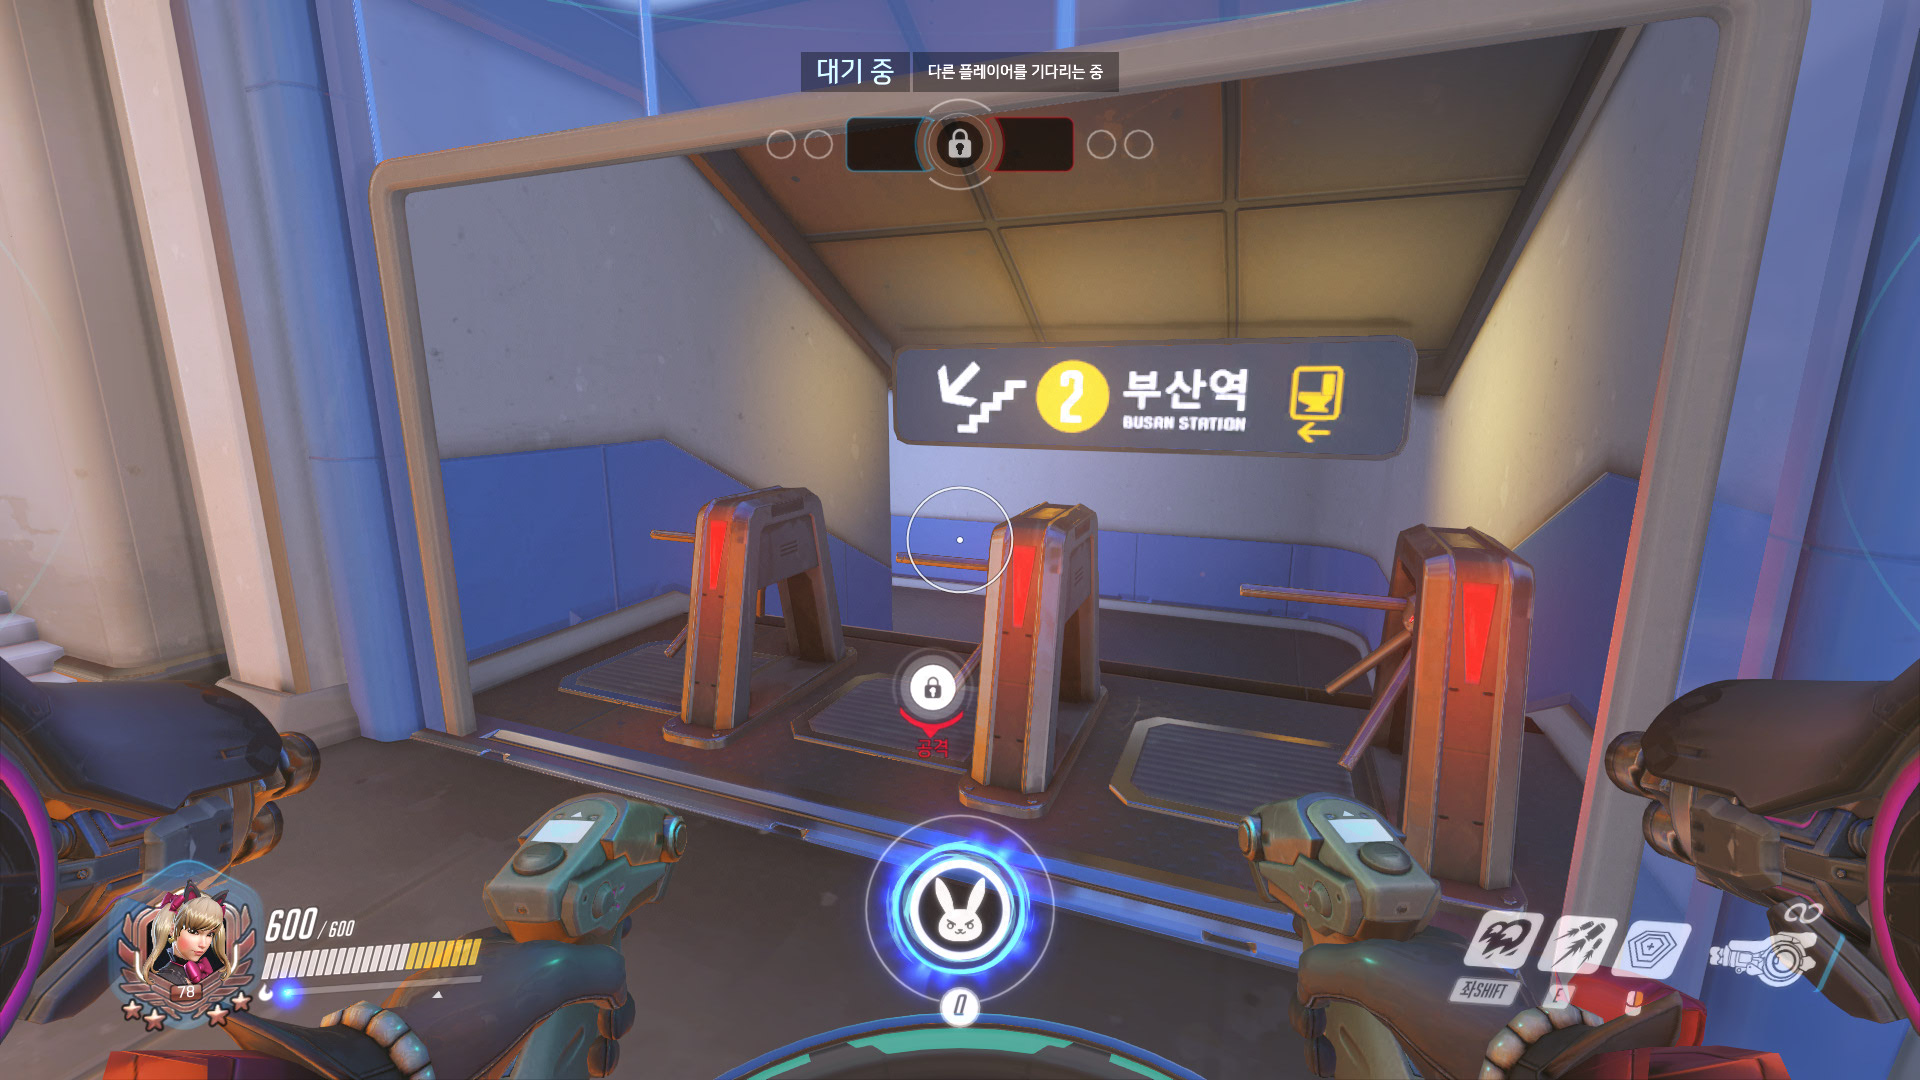 대기 중
다른 플레이어를 기다리는 중
2 부산역
BUSAN STATION
공격
Q
600 / 600
78
좌SHIFT
E